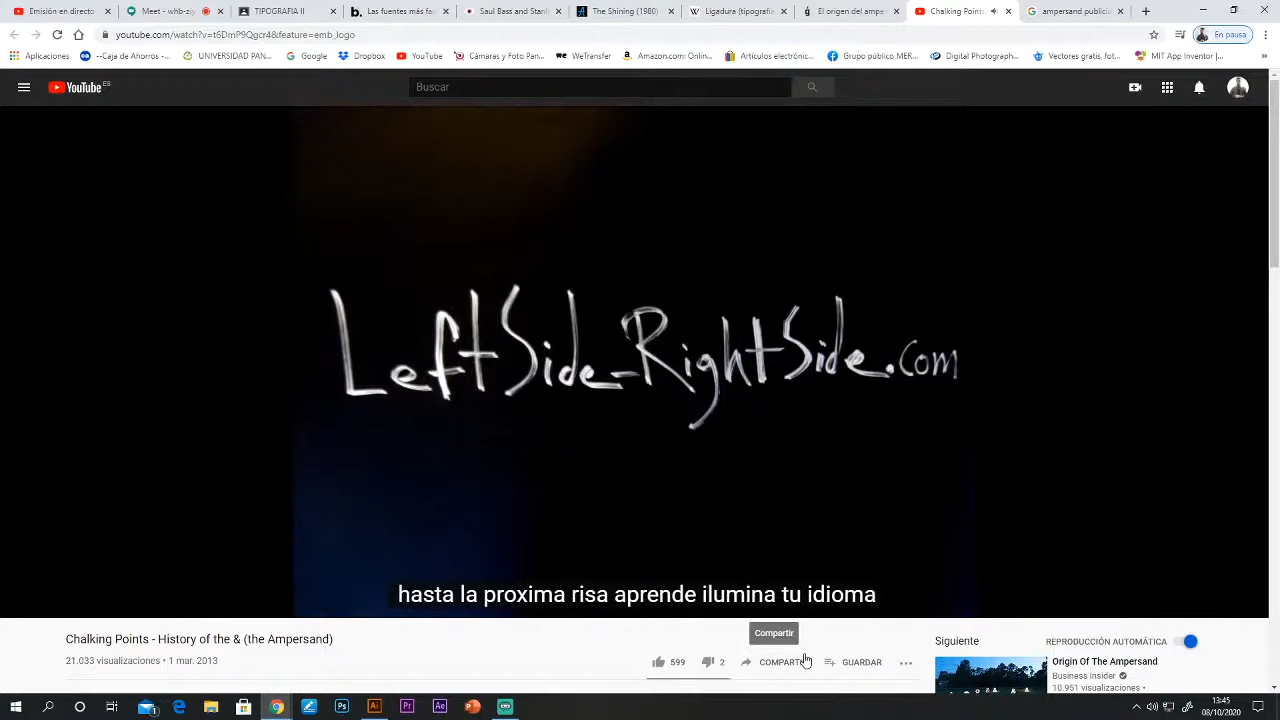 Emisión en directo
Meet - whb-ziyj
TIPOGRAFIA II
Las fuentes más fam
Saul Bass and Stanl
The Shining (1980)
Ligadura (tipografía
El origen del ampe
Chalking Points
ampersand publicid
youtube.com/watch?v=tSDmP9Qgcr4&feature=emb_logo
En pausa
Aplicaciones
--Caja de Ahorros -...
UNIVERSIDAD PAN...
Google
Dropbox
YouTube
Cámaras y Foto Pan...
WeTransfer
Amazon.com: Onlin...
Artículos electrónic...
Grupo público MER...
Digital Photograph...
Vectores gratis, fot...
MIT App Inventor |...
YouTube ES
Buscar
LeftSide-RightSide.com
hasta la proxima risa aprende ilumina tu idioma
Compartir
Chalking Points - History of the & (the Ampersand)
21.033 visualizaciones • 1 mar. 2013
599
2
COMPARTI
GUARDAR
Siguiente
REPRODUCCIÓN AUTOMÁTICA
Origin Of The Ampersand
Business Insider
10.951 visualizaciones •
13:45
08/10/2020